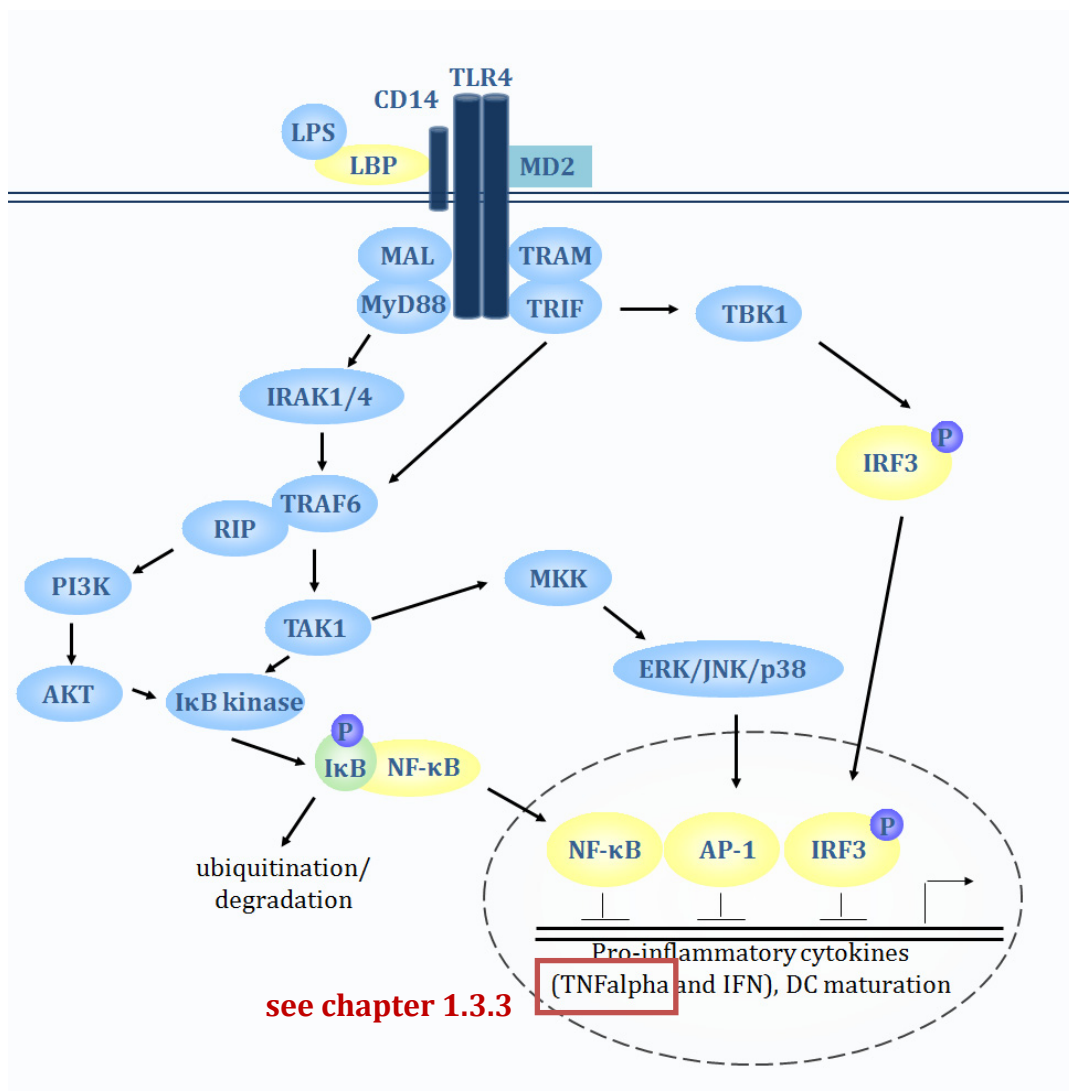 TLR4
CD14
LPS
LBP
MD2
MAL
TRAM
MyD88
TRIF
TBK1
IRAK1/4
P
IRF3
TRAF6
RIP
PI3K
MKK
TAK1
ERK/JNK/p38
AKT
IκB kinase
P
IκB
NF-κB
P
NF-κB
AP-1
IRF3
ubiquitination/
degradation
Pro-inflammatory cytokines
(TNFalpha and IFN), DC maturation
see chapter 1.3.3